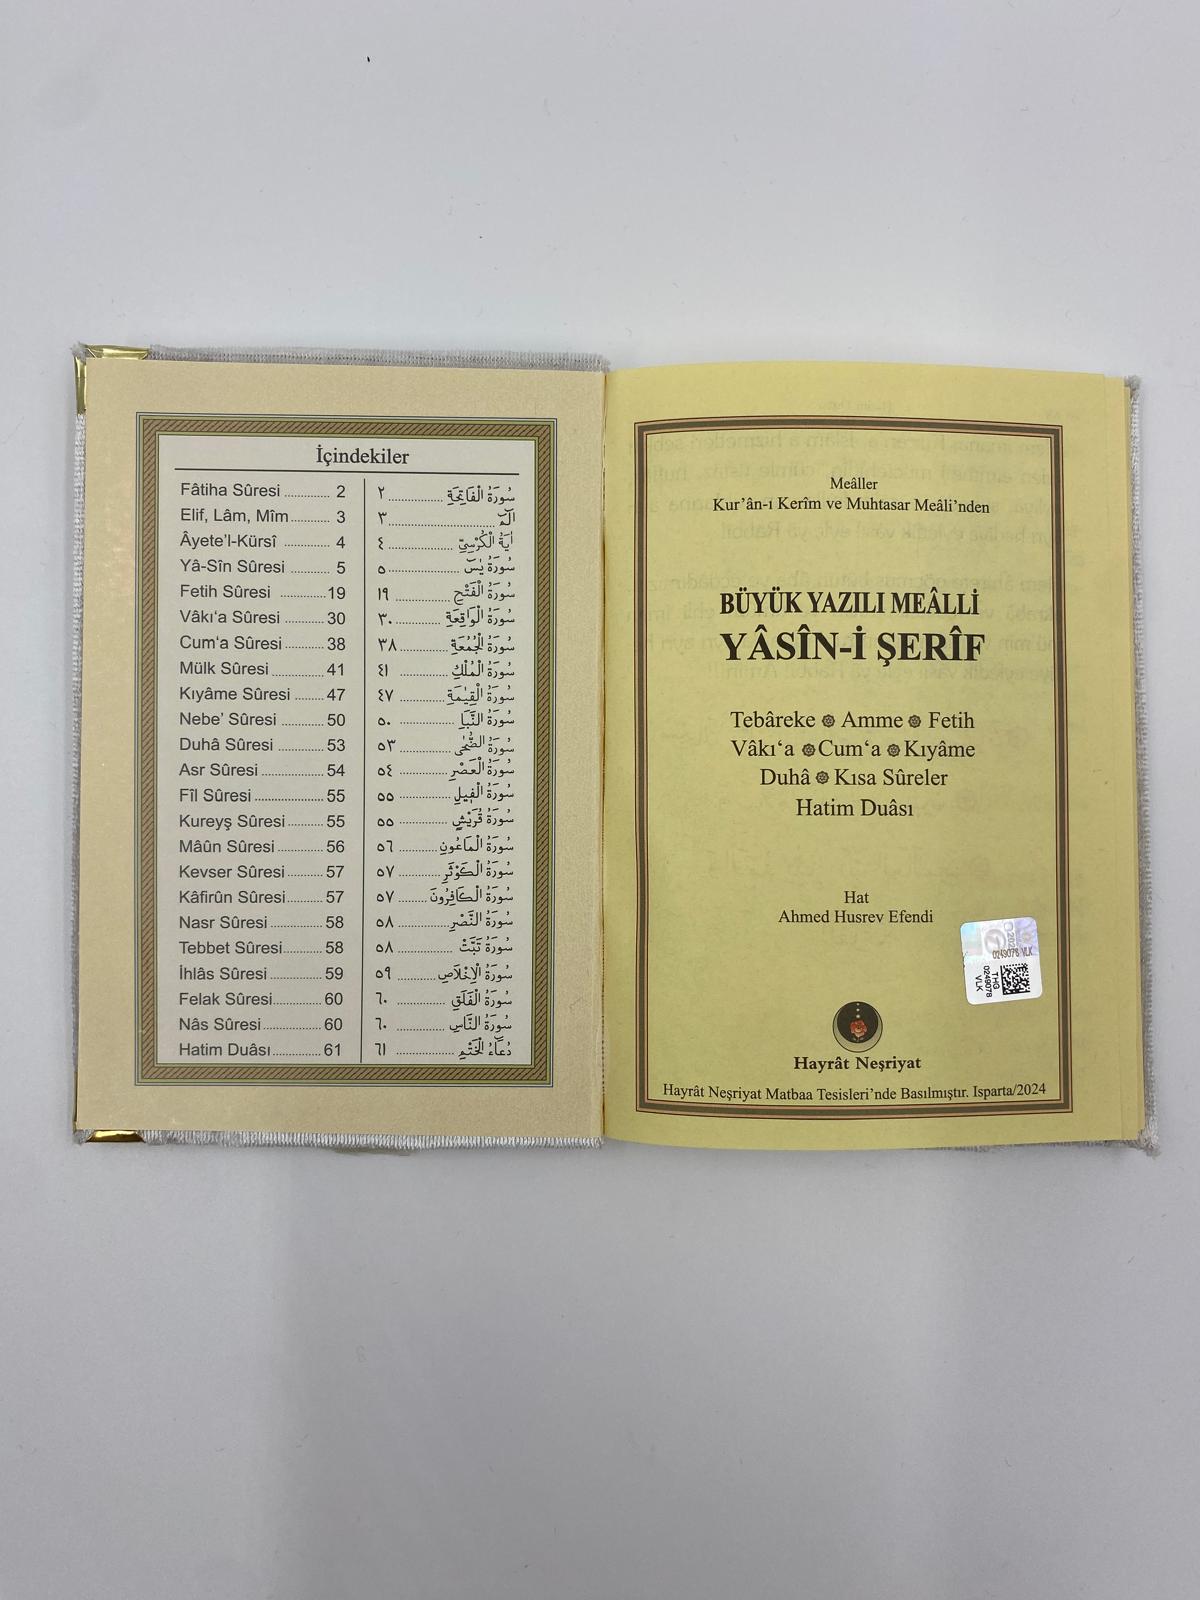 İçindekiler
Fâtiha Sûresi ............. 2 ٢ ............. سُورَةُ الْفَاتِحَةِ
Elif, Lâm, Mîm ........... 3 ٣ ............. الٓمٓ
Âyete'l-Kürsî ............. 4 ٤ ............. اٰيَةُ الْكُرْسِيِّ
Yâ-Sîn Sûresi ............. 5 ٥ ............. سُورَةُ يٰسٓ
Fetih Sûresi ............. 19 ١٩ ............. سُورَةُ الْفَتْحِ
Vâkı‘a Sûresi ............. 30 ٣٠ ............. سُورَةُ الْوَاقِعَةِ
Cum‘a Sûresi ............. 38 ٣٨ ............. سُورَةُ الْجُمُعَةِ
Mülk Sûresi ............. 41 ٤١ ............. سُورَةُ الْمُلْكِ
Kıyâme Sûresi ............. 47 ٤٧ ............. سُورَةُ الْقِيٰمَةِ
Nebe’ Sûresi ............. 50 ٥٠ ............. سُورَةُ النَّبَاِ
Duhâ Sûresi ............. 53 ٥٣ ............. سُورَةُ الضُّحٰى
Asr Sûresi ............. 54 ٥٤ ............. سُورَةُ الْعَصْرِ
Fîl Sûresi ............. 55 ٥٥ ............. سُورَةُ الْفِيلِ
Kureyş Sûresi ............. 55 ٥٥ ............. سُورَةُ قُرَيْشٍ
Mâûn Sûresi ............. 56 ٥٦ ............. سُورَةُ الْمَاعُونِ
Kevser Sûresi ............. 57 ٥٧ ............. سُورَةُ الْكَوْثَرِ
Kâfirûn Sûresi ............. 57 ٥٧ ............. سُورَةُ الْكَافِرُونَ
Nasr Sûresi ............. 58 ٥٨ ............. سُورَةُ النَّصْرِ
Tebbet Sûresi ............. 58 ٥٨ ............. سُورَةُ تَبَّتْ
İhlâs Sûresi ............. 59 ٥٩ ............. سُورَةُ الْاِخْلَاصِ
Felak Sûresi ............. 60 ٦٠ ............. سُورَةُ الْفَلَقِ
Nâs Sûresi ............. 60 ٦٠ ............. سُورَةُ النَّاسِ
Hatim Duâsı ............. 61 ٦١ ............. دُعَاءُ الْخَتْمِ
Meâller
Kur’ân-ı Kerîm ve Muhtasar Meâli’nden
BÜYÜK YAZILI MEÂLLİ
YÂSÎN-İ ŞERÎF
Tebâreke Amme Fetih
Vâkı‘a Cum‘a Kıyâme
Duhâ Kısa Sûreler
Hatim Duâsı
Hat
Ahmed Husrev Efendi
0249078 VLK
THG
0249078
VLK
Hayrât Neşriyat
Hayrât Neşriyat Matbaa Tesisleri’nde Basılmıştır. Isparta/2024